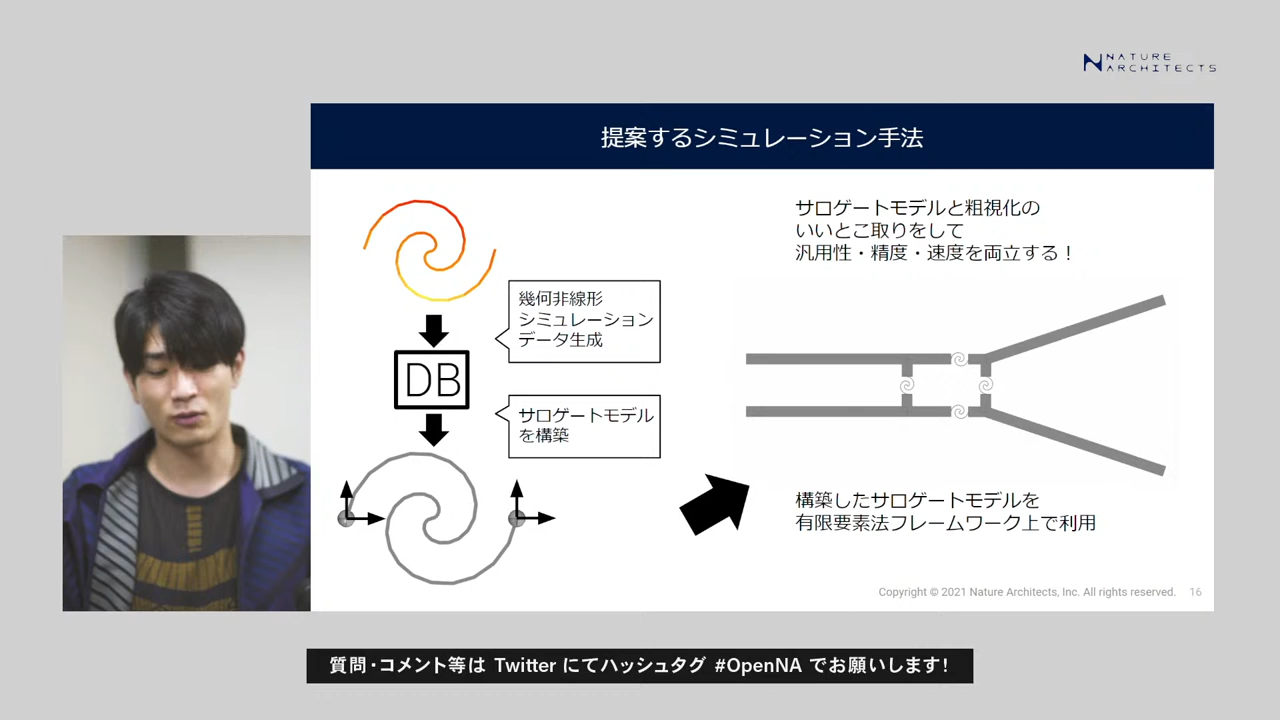 NATURE
ARCHITECTS
提案するシミュレーション手法
幾何非線形
シミュレーション
データ生成
DB
サロゲートモデル
を構築
サロゲートモデルと粗視化の
いいとこ取りをして
汎用性・精度・速度を両立する！
構築したサロゲートモデルを
有限要素法フレームワーク上で利用
Copyright © 2021 Nature Architects, Inc. All rights reserved. 16
質問・コメント等は Twitter にてハッシュタグ #OpenNA でお願いします!